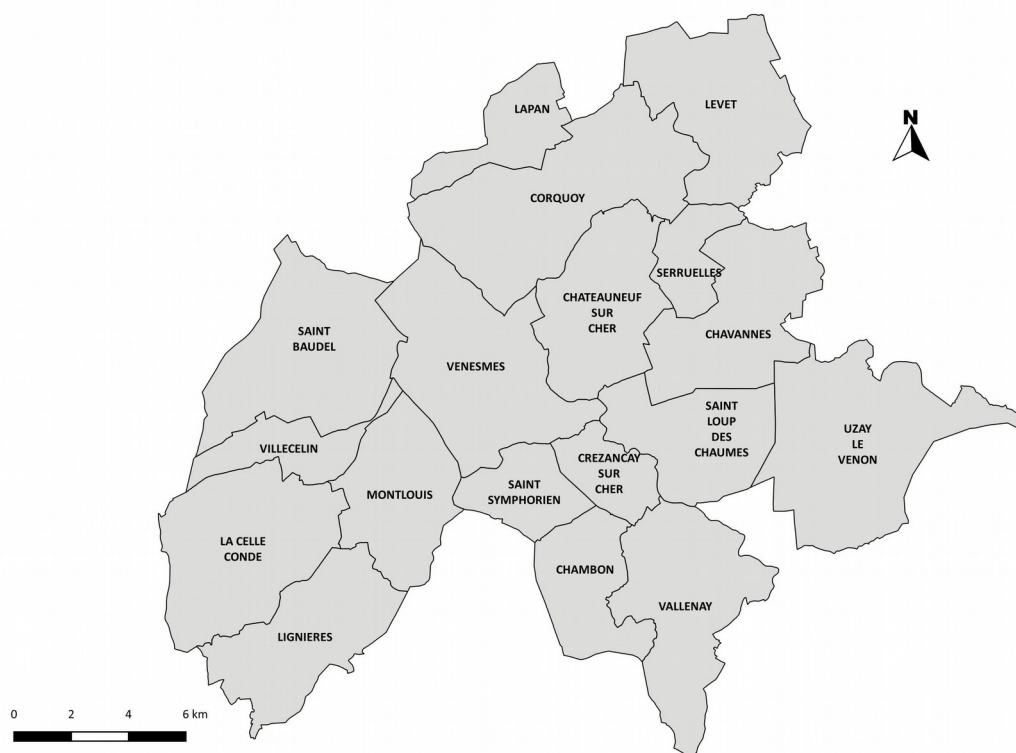 LEVET
LAPAN
N
CORQUOY
SERRUELLES
CHATEAUNEUF
SUR
CHER
SAINT
BAUDEL
CHAVANNES
VENESMES
SAINT
LOUP
DES
CHAUMES
UZAY
LE
VENON
VILLECELIN
CREZANCAY
SUR
CHER
MONTLOUIS
SAINT
SYMPHORIEN
LA CELLE
CONDE
CHAMBON
VALLENAY
LIGNIERES
0 2 4 6 km